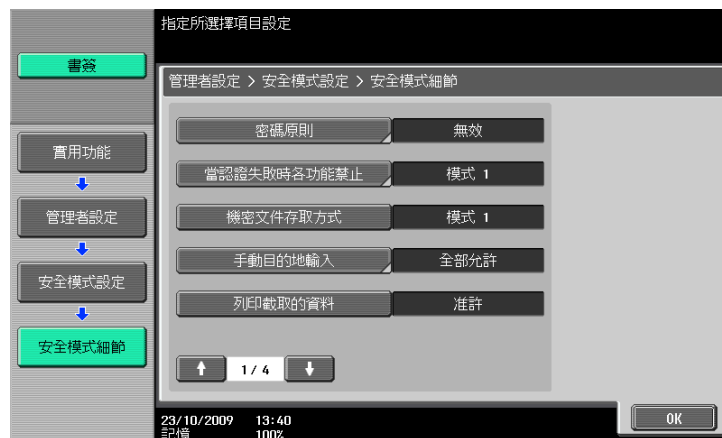 指定所選擇項目設定
書簽
管理者設定 > 安全模式設定 > 安全模式細節
密碼原則 無效
實用功能
當認證失敗時各功能禁止 模式 1
管理者設定
機密文件存取方式 模式 1
手動目的地輸入 全部允許
安全模式設定
列印截取的資料 准許
安全模式細節
1/4
OK
23/10/2009 13:40
記憶 100%